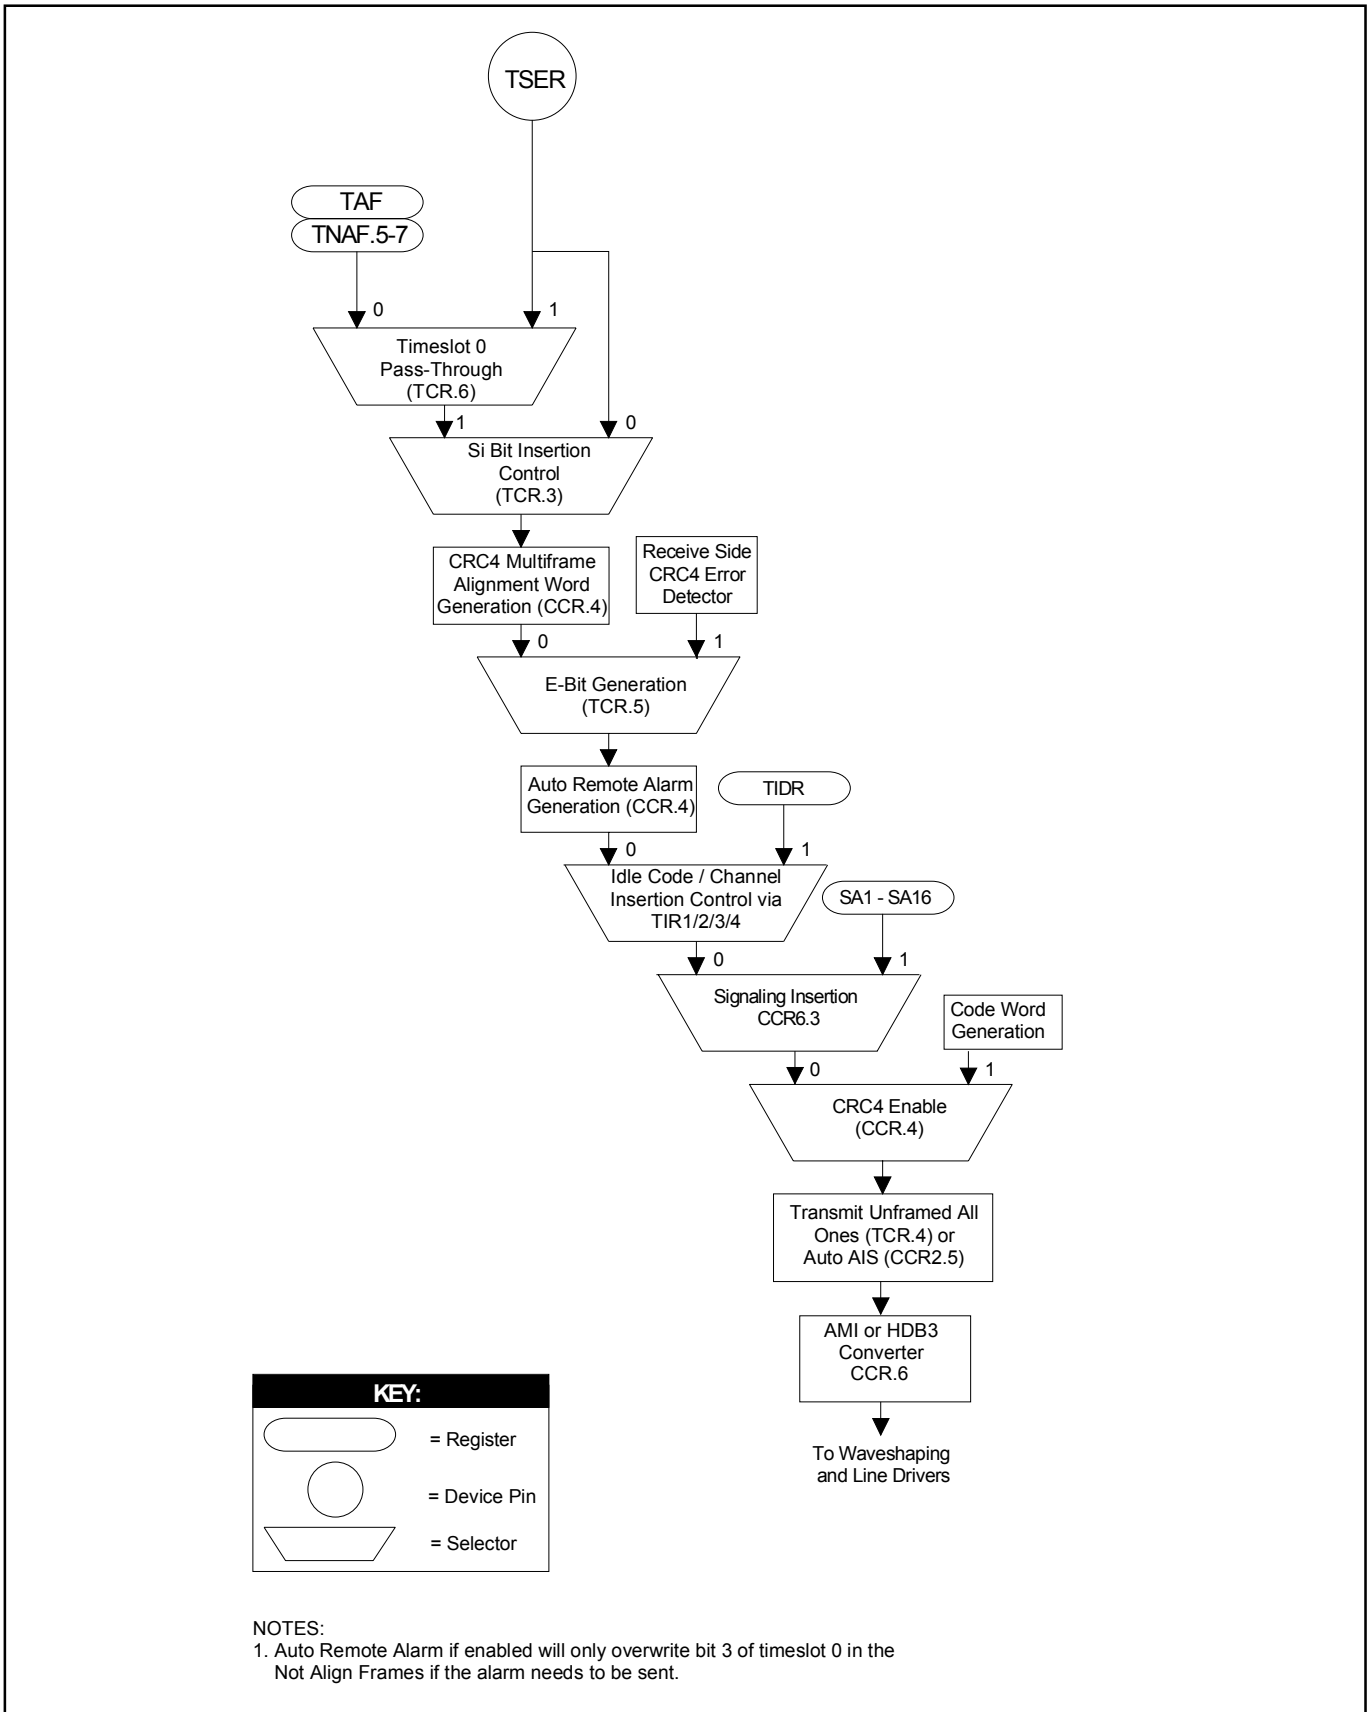 TSER
TAF
TNAF.5-7
0
1
Timeslot 0
Pass-Through
(TCR.6)
1
0
Si Bit Insertion
Control
(TCR.3)
CRC4 Multiframe
Alignment Word
Generation (CCR.4)
Receive Side
CRC4 Error
Detector
0
1
E-Bit Generation
(TCR.5)
Auto Remote Alarm
Generation (CCR.4)
TIDR
0
1
Idle Code / Channel
Insertion Control via
TIR1/2/3/4
SA1 - SA16
0
1
Signaling Insertion
CCR6.3
Code Word
Generation
0
1
CRC4 Enable
(CCR.4)
Transmit Unframed All
Ones (TCR.4) or
Auto AIS (CCR2.5)
AMI or HDB3
Converter
CCR.6
To Waveshaping
and Line Drivers
KEY:
= Register
= Device Pin
= Selector
NOTES:
1. Auto Remote Alarm if enabled will only overwrite bit 3 of timeslot 0 in the
Not Align Frames if the alarm needs to be sent.